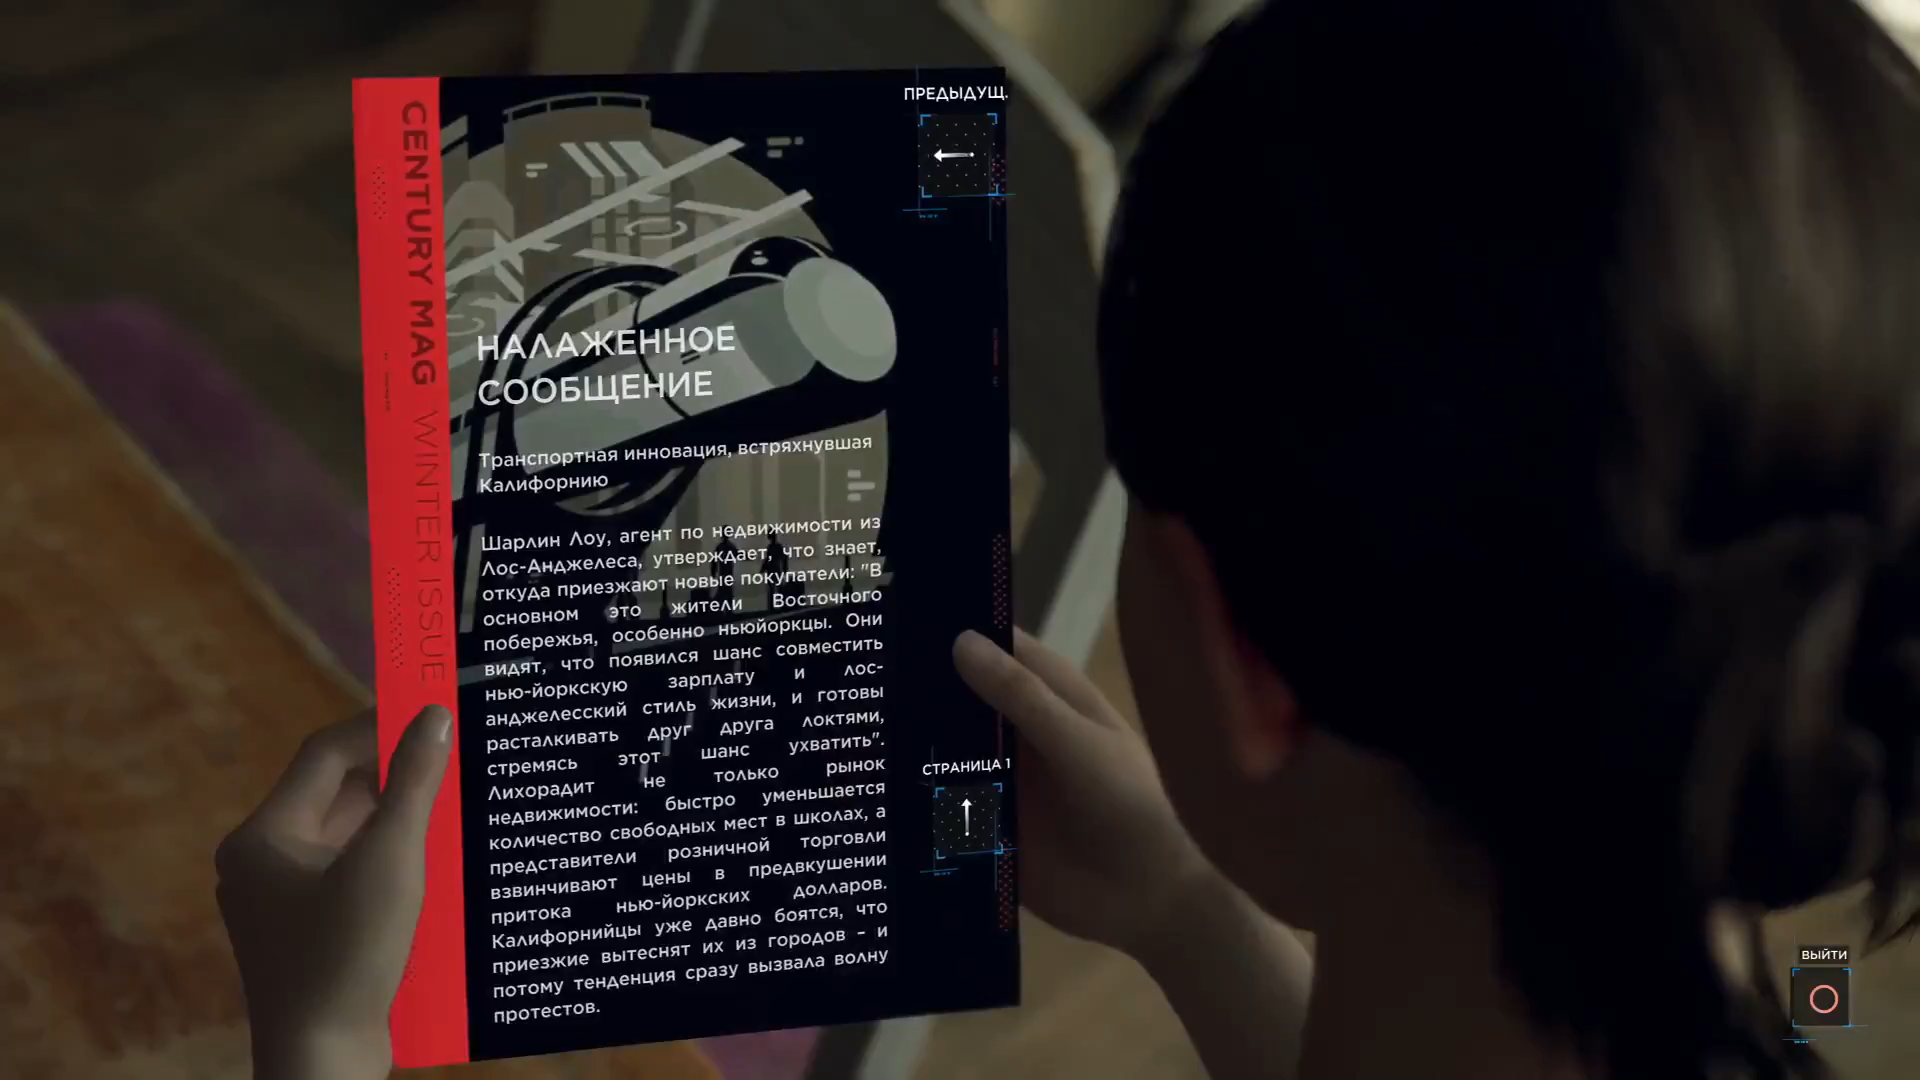 CENTURY MAG WINTER ISSUE
ПРЕДЫДУЩ.
НАЛАЖЕННОЕ
СООБЩЕНИЕ
Транспортная инновация, встряхнувшая
Калифорнию
Шарлин Лоу, агент по недвижимости из
Лос-Анджелеса, утверждает, что знает,
откуда приезжают новые покупатели: "В
основном это жители Восточного
побережья, особенно ньюйоркцы. Они
видят, что появился шанс совместить
нью-йоркскую зарплату и лос-
анджелесский стиль жизни, и готовы
расталкивать друг друга локтями,
стремясь этот шанс ухватить".
Лихорадит не только рынок
недвижимости: быстро уменьшается
количество свободных мест в школах, а
представители розничной торговли
взвинчивают цены в предвкушении
притока нью-йоркских долларов.
Калифорнийцы уже давно боятся, что
приезжие вытеснят их из городов - и
потому тенденция сразу вызвала волну
протестов.
СТРАНИЦА 1
ВЫЙТИ